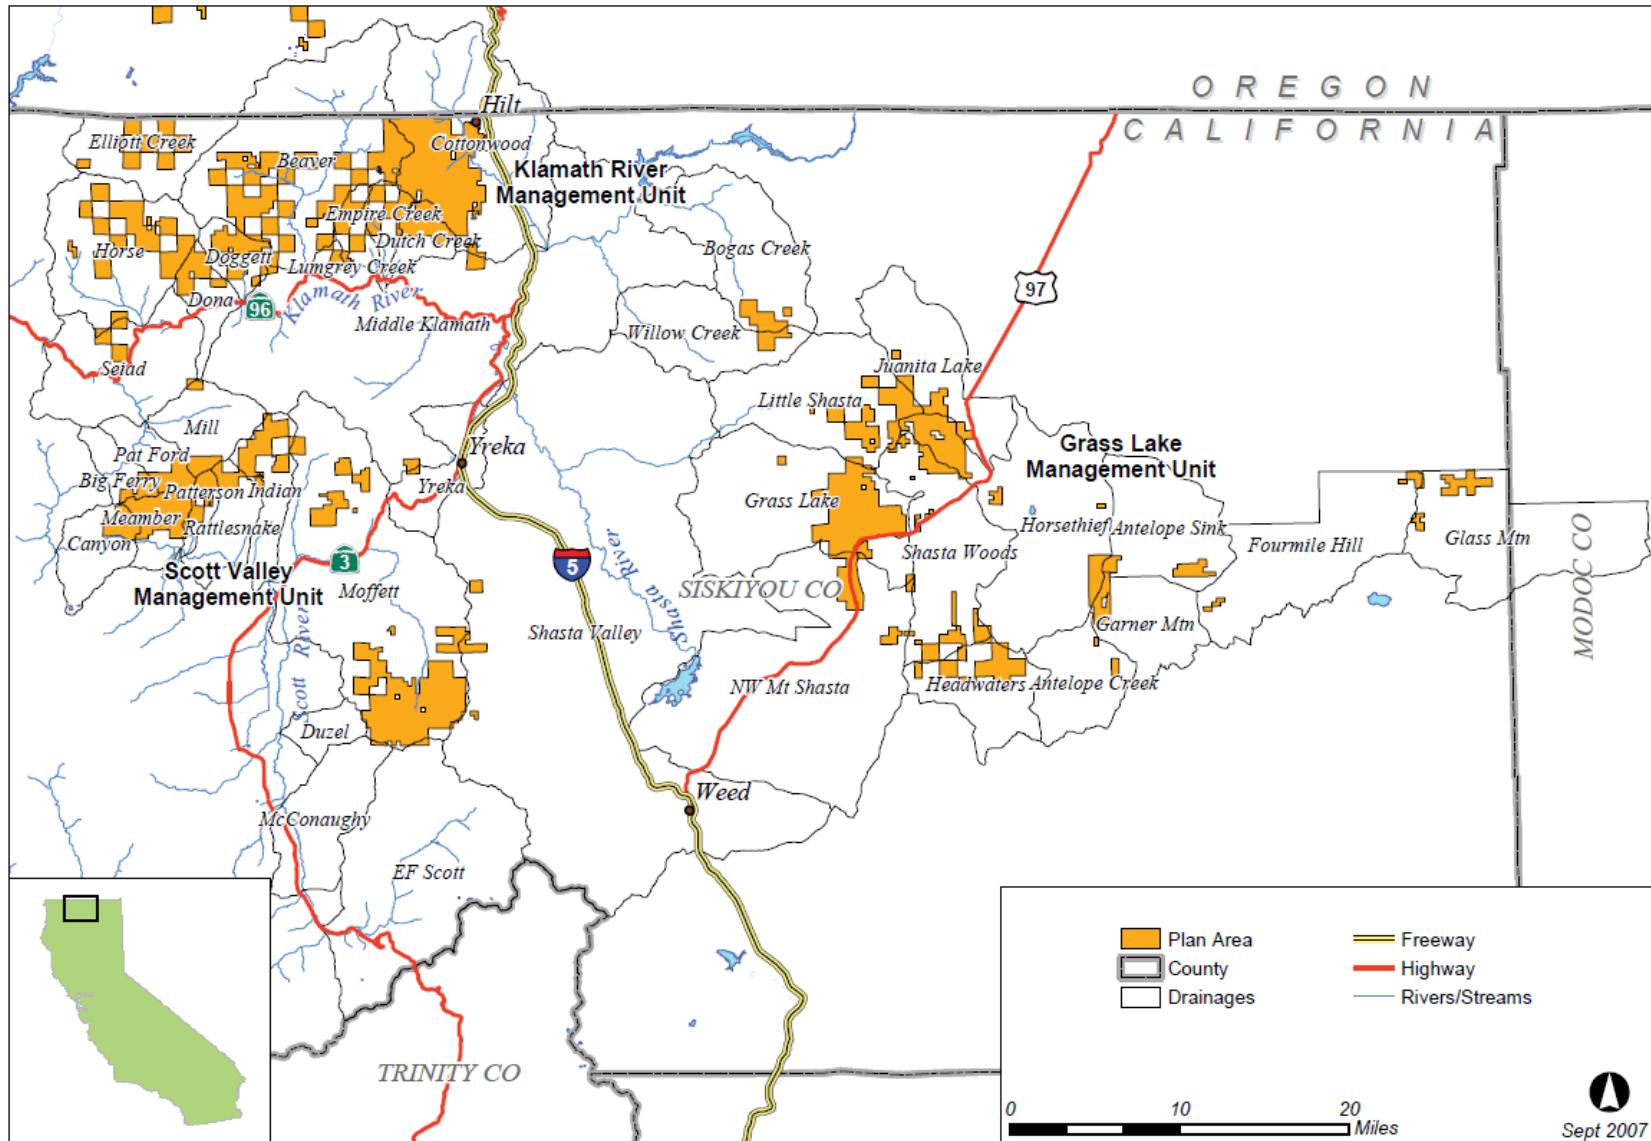 OREGON
CALIFORNIA
Hilt
Elliott Creek
Cottonwood
Beaver
Klamath River
Management Unit
Empire Creek
Dutch Creek
Horse
Doggett
Lumgrey Creek
Bogas Creek
Dona
96
Klamath River
97
Middle Klamath
Willow Creek
Seiad
Juanita Lake
Little Shasta
Mill
Yreka
Grass Lake
Management Unit
Pat Ford
Big Ferry
Patterson
Indian
Yreka
Grass Lake
Meamber
Rattlesnake
Horsethief
Antelope Sink
Canyon
Shasta Woods
Fourmile Hill
Glass Mtn
3
5
Shasta River
Scott Valley
Management Unit
Moffett
SISKIYOU CO
MODOC CO
Shasta Valley
Garner Mtn
Scott River
NW Mt Shasta
Headwaters
Antelope Creek
Duzel
Weed
McConaughy
EF Scott
TRINITY CO
Plan Area
County
Drainages
Freeway
Highway
Rivers/Streams
0
10
20
Miles
Sept 2007